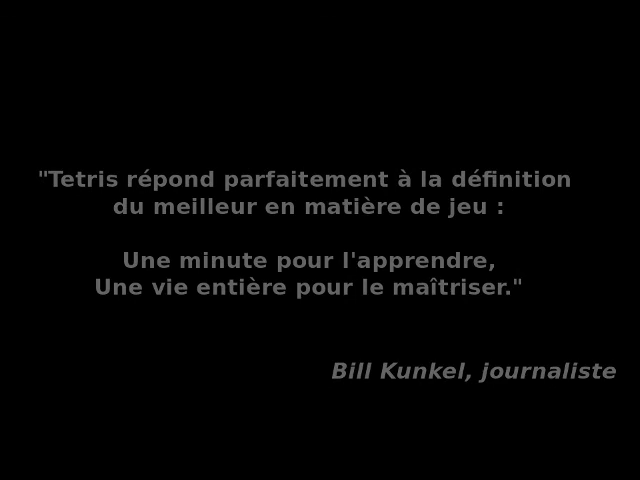 "Tetris répond parfaitement à la définition
du meilleur en matière de jeu :
Une minute pour l'apprendre,
Une vie entière pour le maîtriser."
Bill Kunkel, journaliste